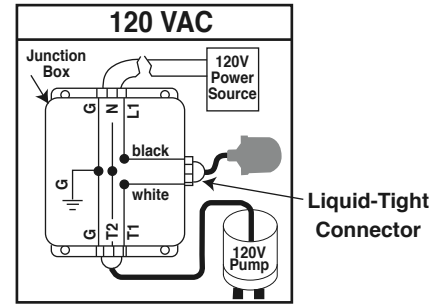 120 VAC
Junction
Box
120V
Power
Source
G
N
L1
black
white
G
G
T2
T1
Liquid-Tight
Connector
120V
Pump